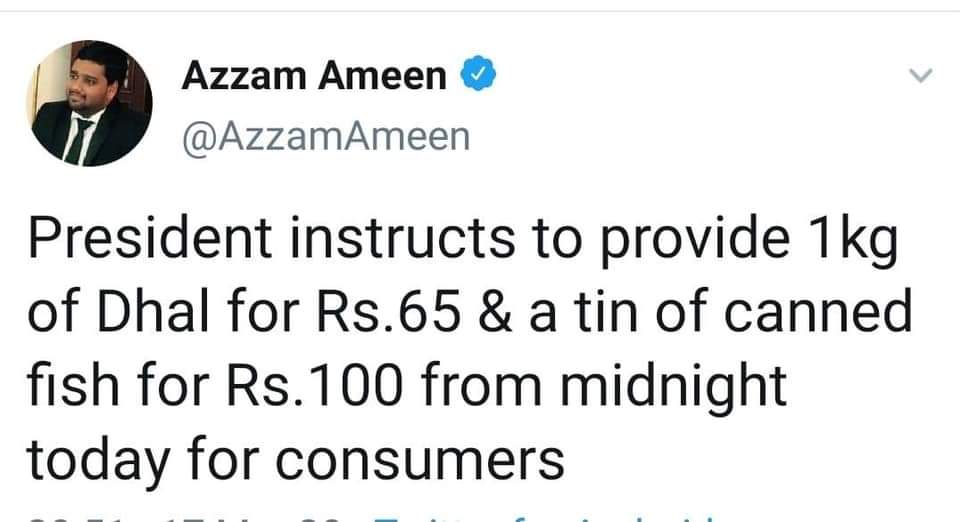 Azzam Ameen
@AzzamAmeen
President instructs to provide 1kg
of Dhal for Rs.65 & a tin of canned
fish for Rs.100 from midnight
today for consumers